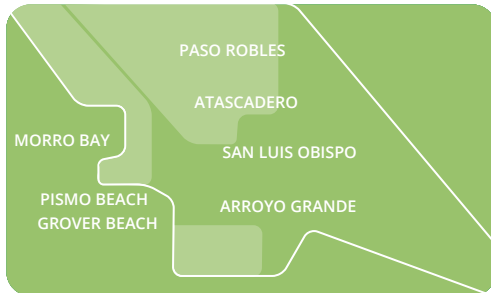 PASO ROBLES
ATASCADERO
MORRO BAY
SAN LUIS OBISPO
PISMO BEACH
GROVER BEACH
ARROYO GRANDE